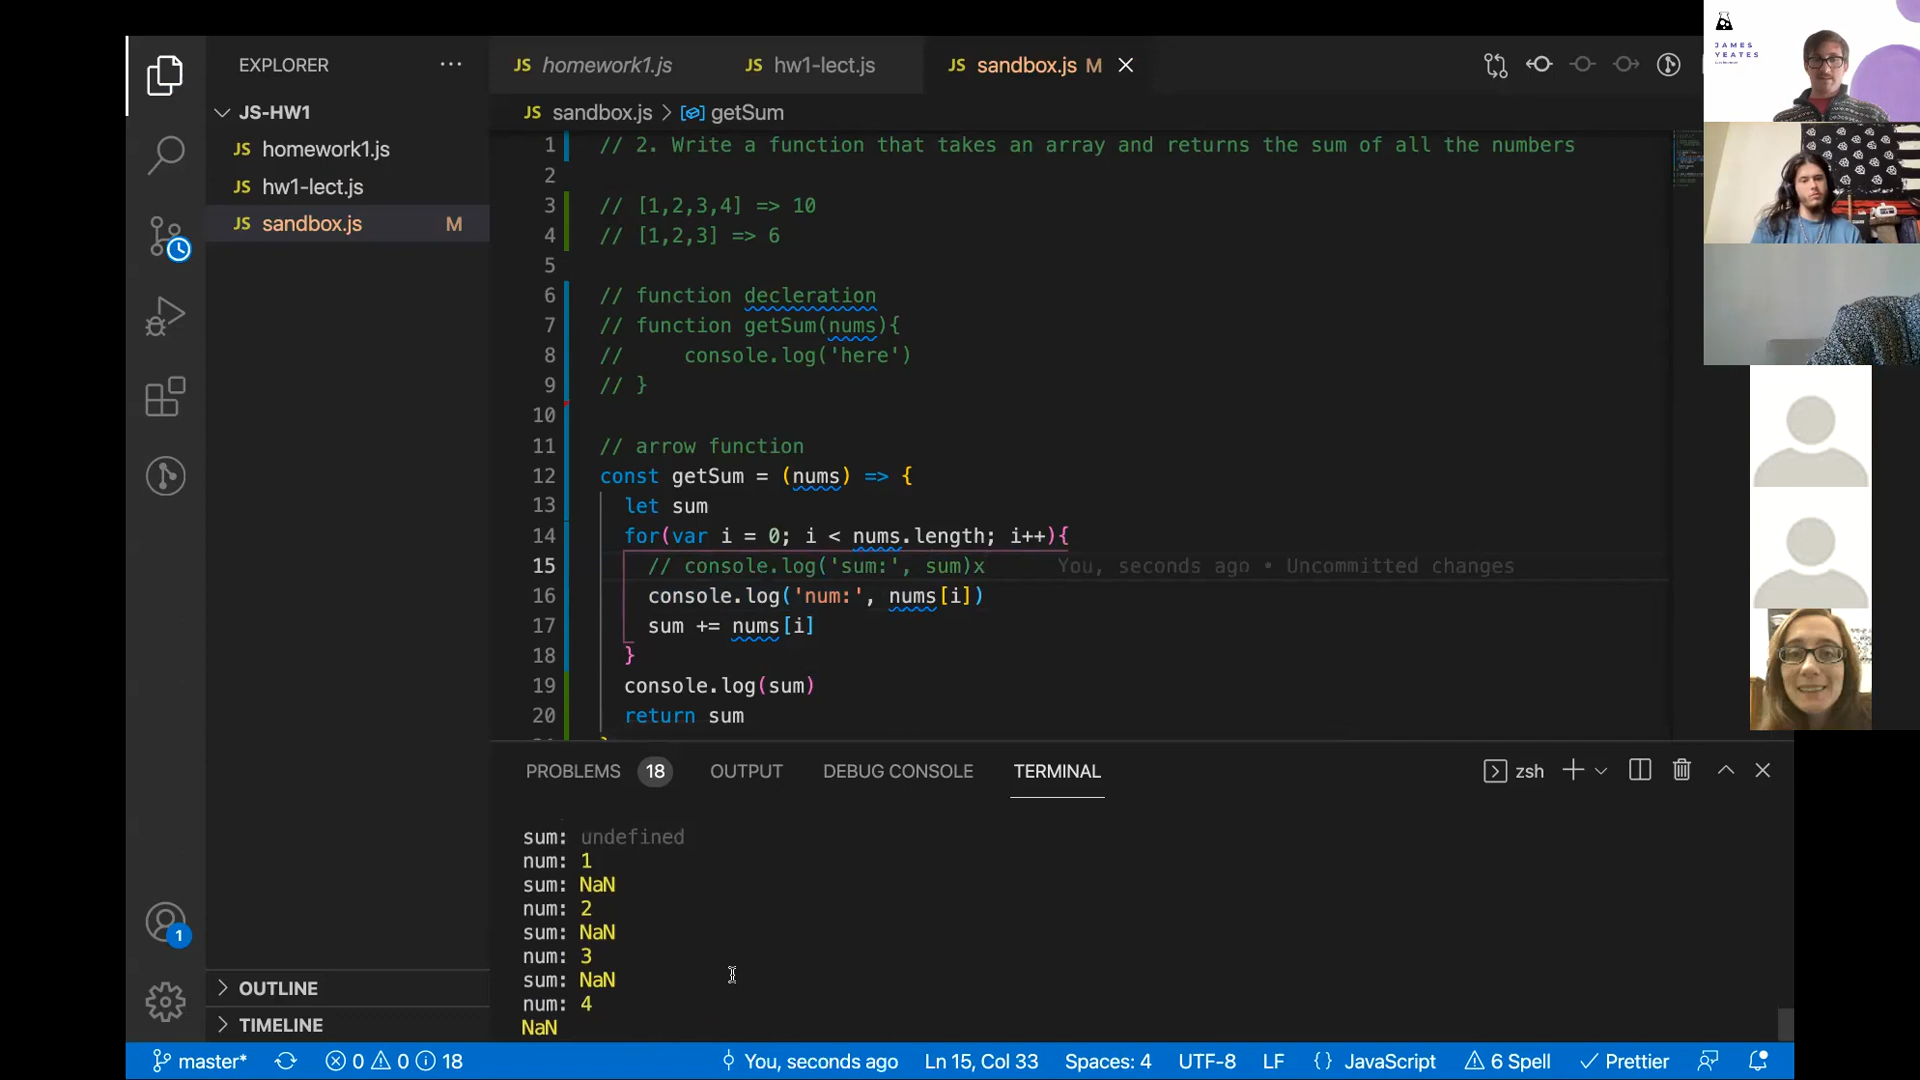 EXPLORER ...
JS-HW1
JS homework1.js
JS hw1-lect.js
JS sandbox.js M
OUTLINE
TIMELINE
1
JS homework1.js
JS hw1-lect.js
JS sandbox.js M
JS sandbox.js > getSum
1 // 2. Write a function that takes an array and returns the sum of all the numbers
2
3 // [1,2,3,4] => 10
4 // [1,2,3] => 6
5
6 // function decleration
7 // function getSum(nums){
8 //     console.log('here')
9 // }
10
11 // arrow function
12 const getSum = (nums) => {
13 let sum
14 for(var i = 0; i < nums.length; i++){
15 // console.log('sum:', sum)x You, seconds ago • Uncommitted changes
16 console.log('num:', nums[i])
17 sum += nums[i]
18 }
19 console.log(sum)
20 return sum
PROBLEMS 18 OUTPUT DEBUG CONSOLE TERMINAL
zsh
sum: undefined
num: 1
sum: NaN
num: 2
sum: NaN
num: 3
sum: NaN
num: 4
NaN
master* 0 0 18 You, seconds ago Ln 15, Col 33 Spaces: 4 UTF-8 LF {} JavaScript 6 Spell Prettier
JAMES
YEATES